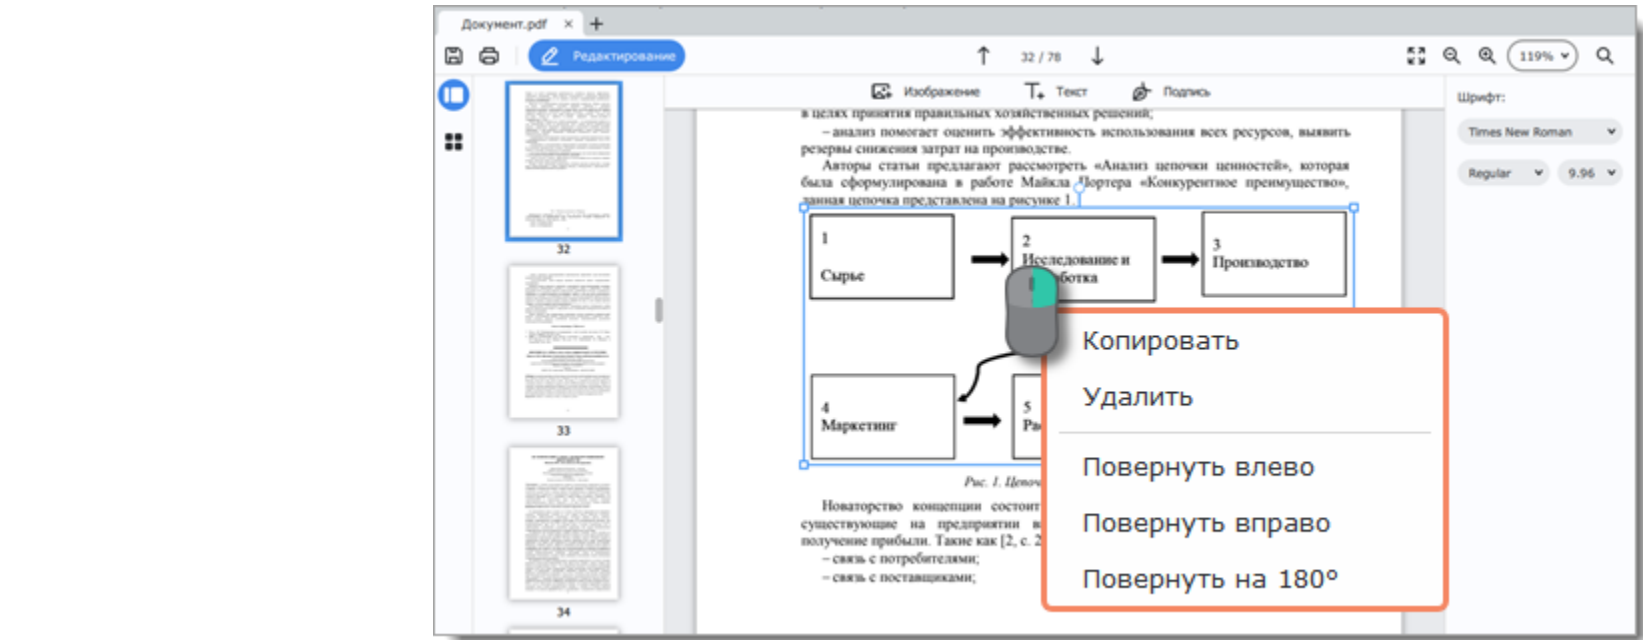 Документ.pdf
Редактирование
32 / 78
119%
Изображение
Текст
Подпись
Шрифт:
Times New Roman
Regular
9.96
32
33
34
в целях принятия правильных хозяйственных решений;
– анализ помогает оценить эффективность использования всех ресурсов, выявить
резервы снижения затрат на производстве.
Авторы статьи предлагают рассмотреть «Анализ цепочки ценностей», которая
была сформулирована в работе Майкла Портера «Конкурентное преимущество»,
данная цепочка представлена на рисунке 1.
1
Сырье
2
Исследование и
ботка
3
Производство
4
Маркетинг
5
Ра
Рис. 1. Цепоч
Новаторство концепции состоит
существующие на предприятии в
получение прибыли. Такие как [2, с. 2
– связь с потребителями;
– связь с поставщиками;
Копировать
Удалить
Повернуть влево
Повернуть вправо
Повернуть на 180°